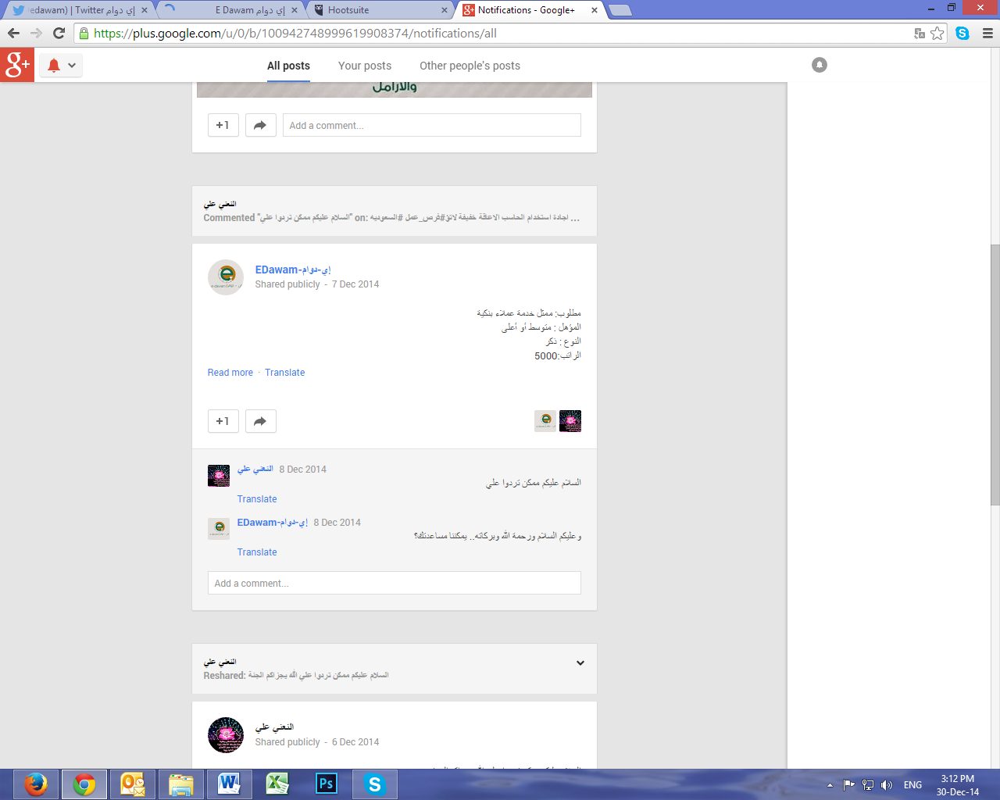 edawam) | Twitter إي دوام
E Dawam إي دوام
Hootsuite
Notifications - Google+
https://plus.google.com/u/0/b/100942748999619908374/notifications/all
g+
All posts
Your posts
Other people's posts
والأرامل
+1
Add a comment...
النعني علي
Commented "السلام عليكم ممكن تردوا علي" on: اجادة استخدام الحاسب الاعاقة خفيفة لاتؤ#فرص_عمل #السعوديه ...
EDawam-إي-دوام
Shared publicly - 7 Dec 2014
مطلوب: ممثل خدمة عملاء بنكية
المؤهل : متوسط أو أعلى
النوع : ذكر
الراتب:5000
Read more · Translate
+1
النعني علي 8 Dec 2014
السلام عليكم ممكن تردوا علي
Translate
EDawam-إي-دوام 8 Dec 2014
وعليكم السلام ورحمة الله وبركاته.. يمكننا مساعدتك؟
Translate
Add a comment...
النعني علي
Reshared: السلام عليكم ممكن تردوا علي الله يجزاكم الجنة
النعني علي
Shared publicly - 6 Dec 2014
ENG
3:12 PM
30-Dec-14